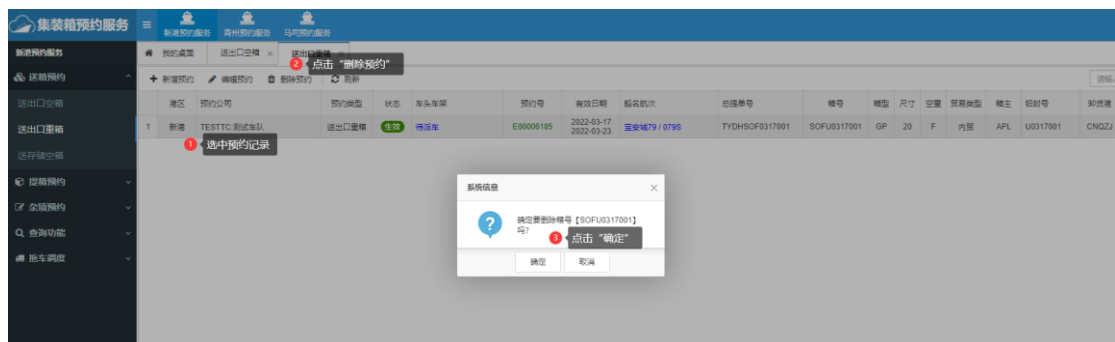 集装箱预约服务
新港预约服务 青州预约服务 马司预约服务
新港预约服务
我的桌面 送出口空箱 × 送出口重箱 ×
2 点击“删除预约”
送箱预约
新增预约 编辑预约 删除预约 刷新
送出口空箱
港区 预约公司 预约类型 状态 车头车架 预约号 有效日期 船名航次 总提单号 箱号 箱型 尺寸 空重 贸易类型 箱主 铅封号 卸货港
送出口重箱
1 新港 TESTTC:测试车队 送出口重箱 生效 待派车 E00006185 2022-03-17 宝安城79 / 079S TYDHSOF0317001 SOFU0317001 GP 20 F 内贸 APL U0317001 CNQZJ
2022-03-23
1 选中预约记录
送存储空箱
提箱预约
杂项预约
查询功能
拖车调度
系统信息 ×
确定要删除箱号【SOFU0317001】
吗?
3 点击“确定”
确定 取消